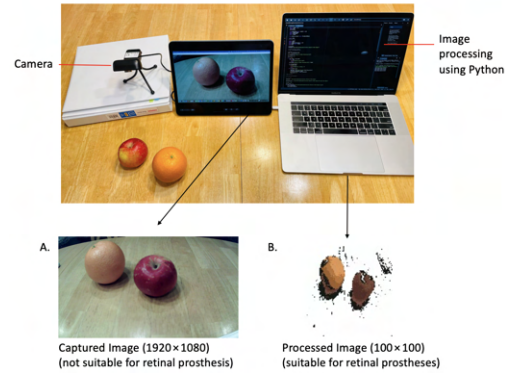 Camera
Image
processing
using Python
A.
B.
Captured Image (1920×1080)
(not suitable for retinal prosthesis)
Processed Image (100×100)
(suitable for retinal prostheses)